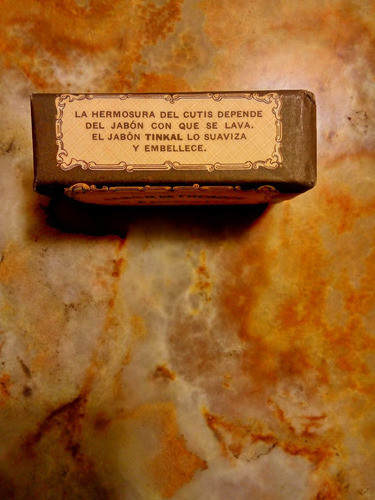 LA HERMOSURA DEL CUTIS DEPENDE
DEL JABÓN CON QUE SE LAVA.
EL JABÓN TINKAL LO SUAVIZA
Y EMBELLECE.